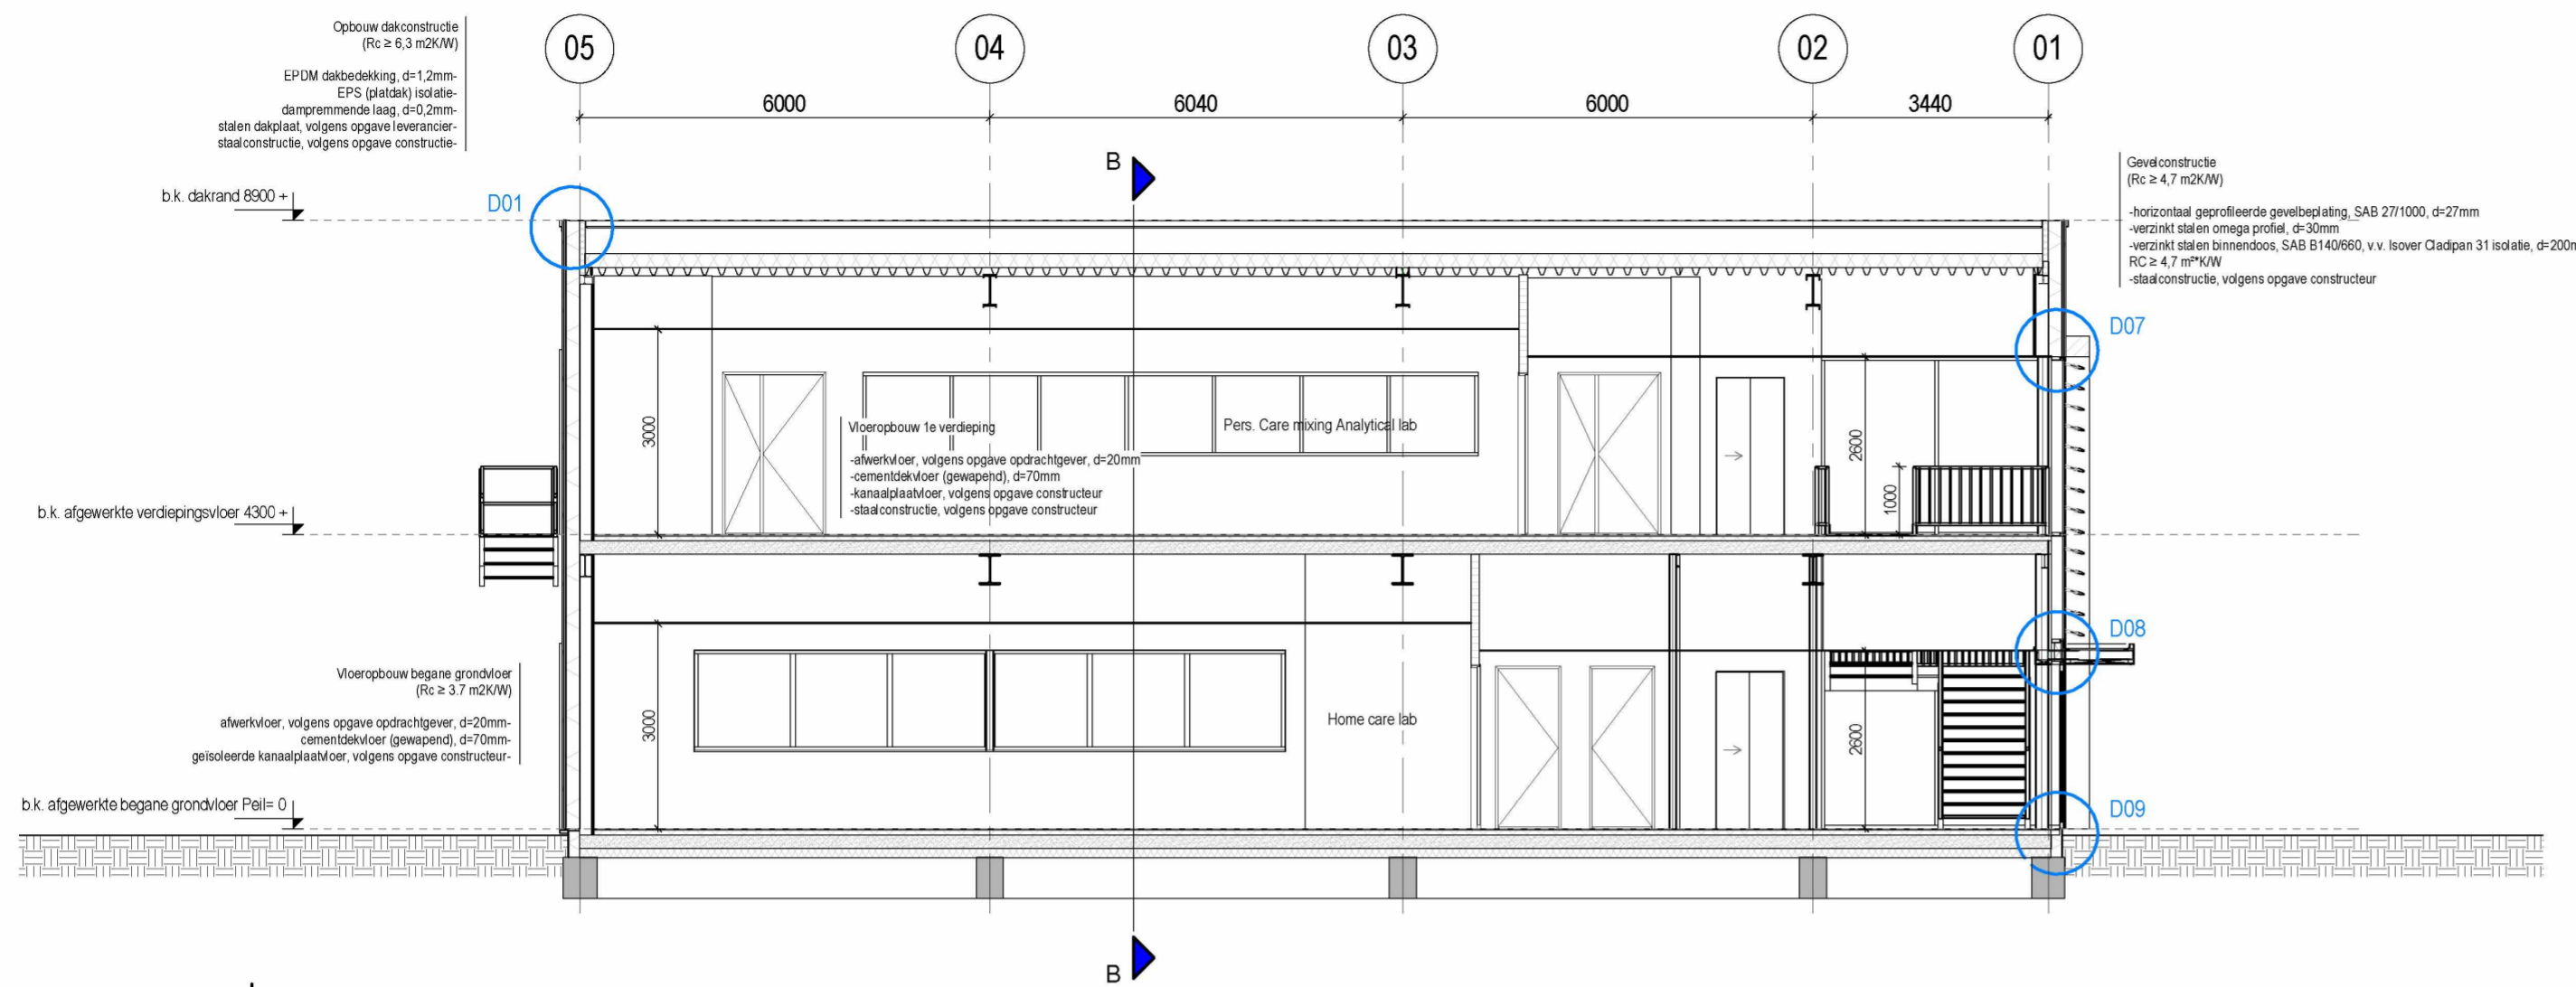 Opbouw dakconstructie
(Rc ≥ 6,3 m2K/W)
EPDM dakbedekking, d=1,2mm-
EPS (platdak) isolatie-
dampremmende laag, d=0,2mm-
stalen dakplaat, volgens opgave leverancier-
staalconstructie, volgens opgave constructie-
05
04
03
02
01
6000
6040
6000
3440
B
Gevelconstructie
(Rc ≥ 4,7 m2K/W)
-horizontaal geprofileerde gevelbeplating, SAB 27/1000, d=27mm
-verzinkt stalen omega profiel, d=30mm
-verzinkt stalen binnendoos, SAB B140/660, v.v. Isover Cladipan 31 isolatie, d=200m
RC ≥ 4,7 m²*K/W
-staalconstructie, volgens opgave constructeur
b.k. dakrand 8900 +
D01
D07
3000
Vloeropbouw 1e verdieping
-afwerkvloer, volgens opgave opdrachtgever, d=20mm
-cementdekvloer (gewapend), d=70mm
-kanaalplaatvloer, volgens opgave constructeur
-staalconstructie, volgens opgave constructeur
Pers. Care mixing Analytical lab
2600
1000
b.k. afgewerkte verdiepingsvloer 4300 +
D08
Vloeropbouw begane grondvloer
(Rc ≥ 3.7 m2K/W)
afwerkvloer, volgens opgave opdrachtgever, d=20mm-
cementdekvloer (gewapend), d=70mm-
geïsoleerde kanaalplaatvloer, volgens opgave constructeur-
3000
Home care lab
2600
b.k. afgewerkte begane grondvloer Peil= 0
D09
B